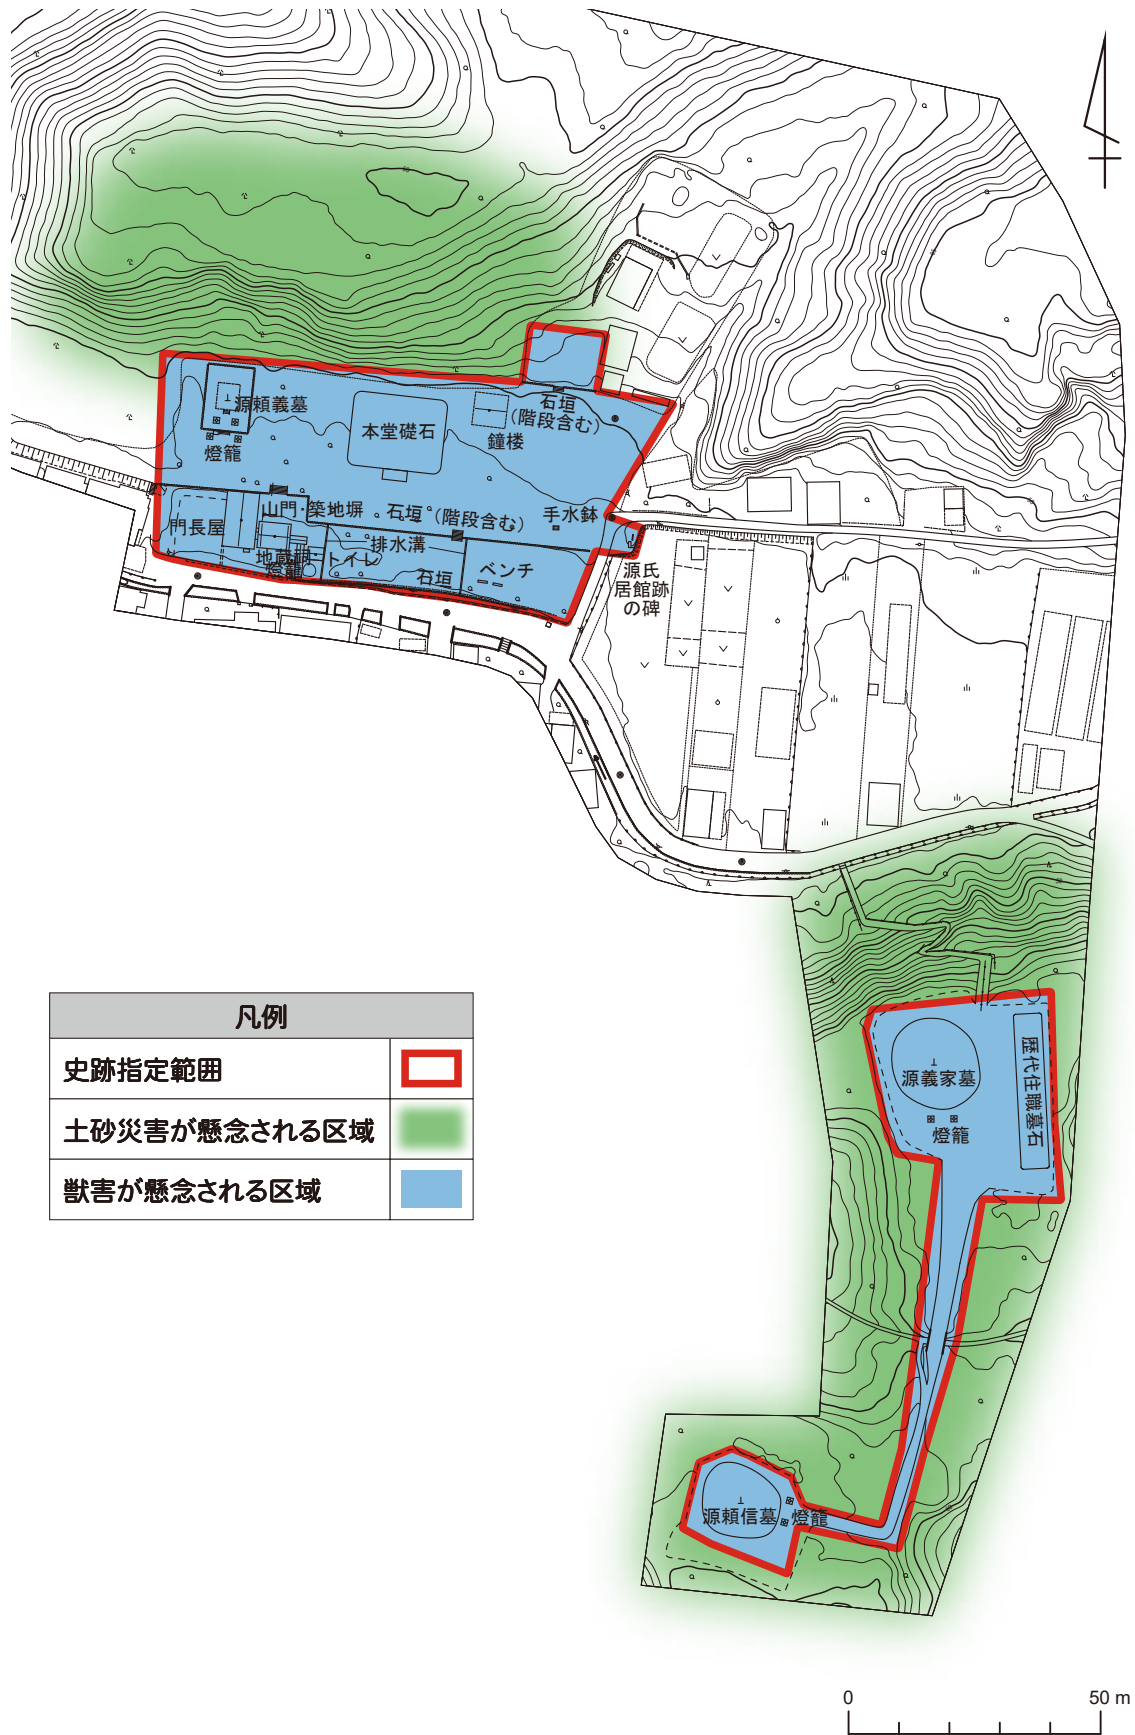 源頼義墓
燈籠
本堂礎石
石垣
（階段含む）
鐘楼
門長屋
山門・築地塀
石垣（階段含む）
手水鉢
地蔵祠
燈籠
トイレ
排水溝
石垣
ベンチ
源氏
居館跡
の碑
凡例
史跡指定範囲
土砂災害が懸念される区域
獣害が懸念される区域
源義家墓
燈籠
歴代住職墓石
源頼信墓
燈籠
0
50 m